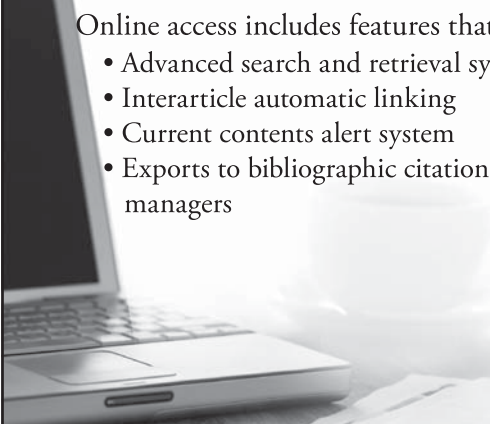 Online access includes features that
• Advanced search and retrieval sy
• Interarticle automatic linking
• Current contents alert system
• Exports to bibliographic citation
managers